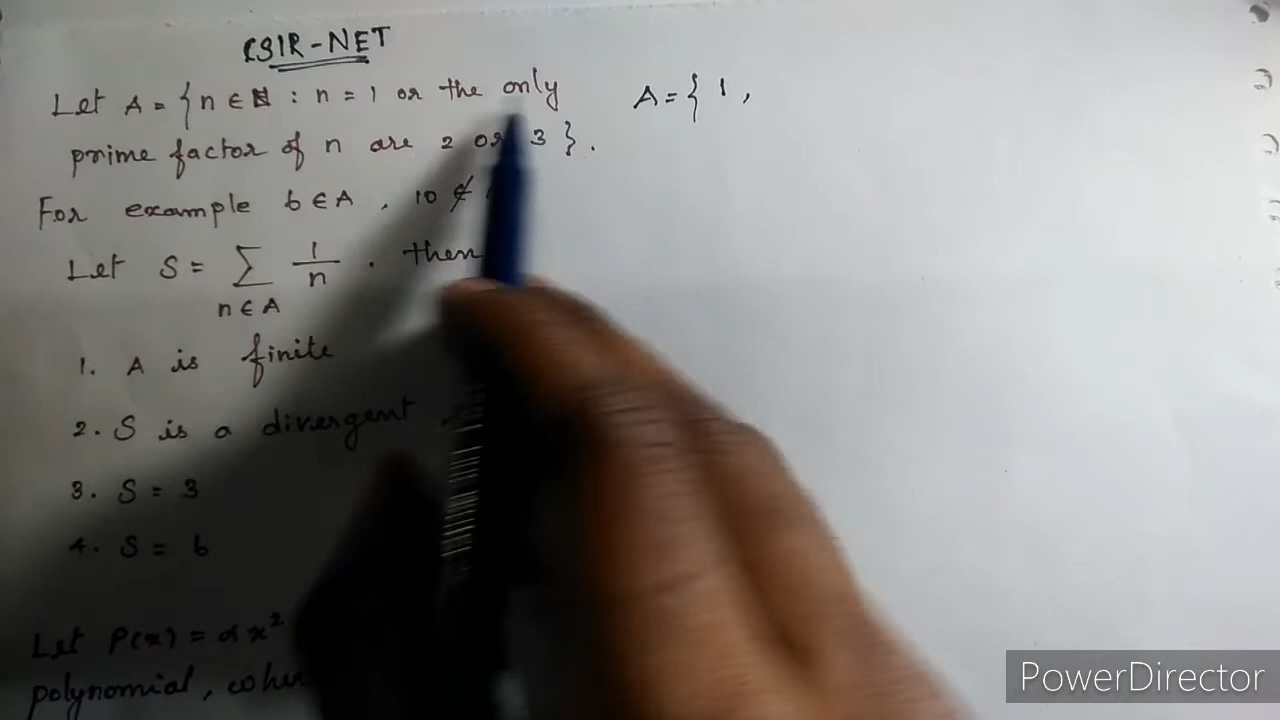 CSIR-NET
Let A = { n ∈ N : n = 1 or the only
prime factor of n are 2 or 3 }.
A = { 1 ,
For example 6 ∈ A , 10 ∉
Let S = ∑ n ∈ A 1/n . then
1. A is finite
2. S is a divergent
3. S = 3
4. S = 6
Let P(x) = αx²
polynomial,
PowerDirector